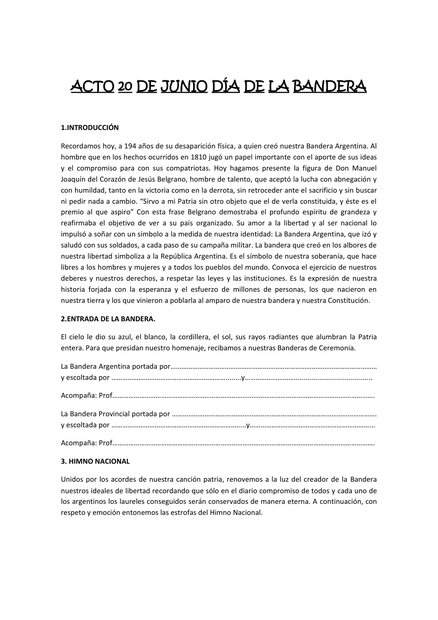 ACTO 20 DE JUNIO DÍA DE LA BANDERA
1.INTRODUCCIÓN
Recordamos hoy, a 194 años de su desaparición física, a quien creó nuestra Bandera Argentina. Al
hombre que en los hechos ocurridos en 1810 jugó un papel importante con el aporte de sus ideas
y el compromiso para con sus compatriotas. Hoy hagamos presente la figura de Don Manuel
Joaquín del Corazón de Jesús Belgrano, hombre de talento, que aceptó la lucha con abnegación y
con humildad, tanto en la victoria como en la derrota, sin retroceder ante el sacrificio y sin buscar
ni pedir nada a cambio. "Sirvo a mi Patria sin otro objeto que el de verla constituida, y éste es el
premio al que aspiro" Con esta frase Belgrano demostraba el profundo espíritu de grandeza y
reafirmaba el objetivo de ver a su país organizado. Su amor a la libertad y al ser nacional lo
impulsó a soñar con un símbolo a la medida de nuestra identidad: La Bandera Argentina, que izó y
saludó con sus soldados, a cada paso de su campaña militar. La bandera que creó en los albores de
nuestra libertad simboliza a la República Argentina. Es el símbolo de nuestra soberanía, que hace
libres a los hombres y mujeres y a todos los pueblos del mundo. Convoca el ejercicio de nuestros
deberes y nuestros derechos, a respetar las leyes y las instituciones. Es la expresión de nuestra
historia forjada con la esperanza y el esfuerzo de millones de personas, los que nacieron en
nuestra tierra y los que vinieron a poblarla al amparo de nuestra bandera y nuestra Constitución.
2.ENTRADA DE LA BANDERA.
El cielo le dio su azul, el blanco, la cordillera, el sol, sus rayos radiantes que alumbran la Patria
entera. Para que presidan nuestro homenaje, recibamos a nuestras Banderas de Ceremonia.
La Bandera Argentina portada por……………………………………………………………………………
y escoltada por ………………………………………………y………………………………………………
Acompaña: Prof…………………………………………………………………………………………………
La Bandera Provincial portada por ……………………………………………………………………………
y escoltada por ………………………………………………..y………………………………………………
Acompaña: Prof…………………………………………………………………………………………………
3. HIMNO NACIONAL
Unidos por los acordes de nuestra canción patria, renovemos a la luz del creador de la Bandera
nuestros ideales de libertad recordando que sólo en el diario compromiso de todos y cada uno de
los argentinos los laureles conseguidos serán conservados de manera eterna. A continuación, con
respeto y emoción entonemos las estrofas del Himno Nacional.